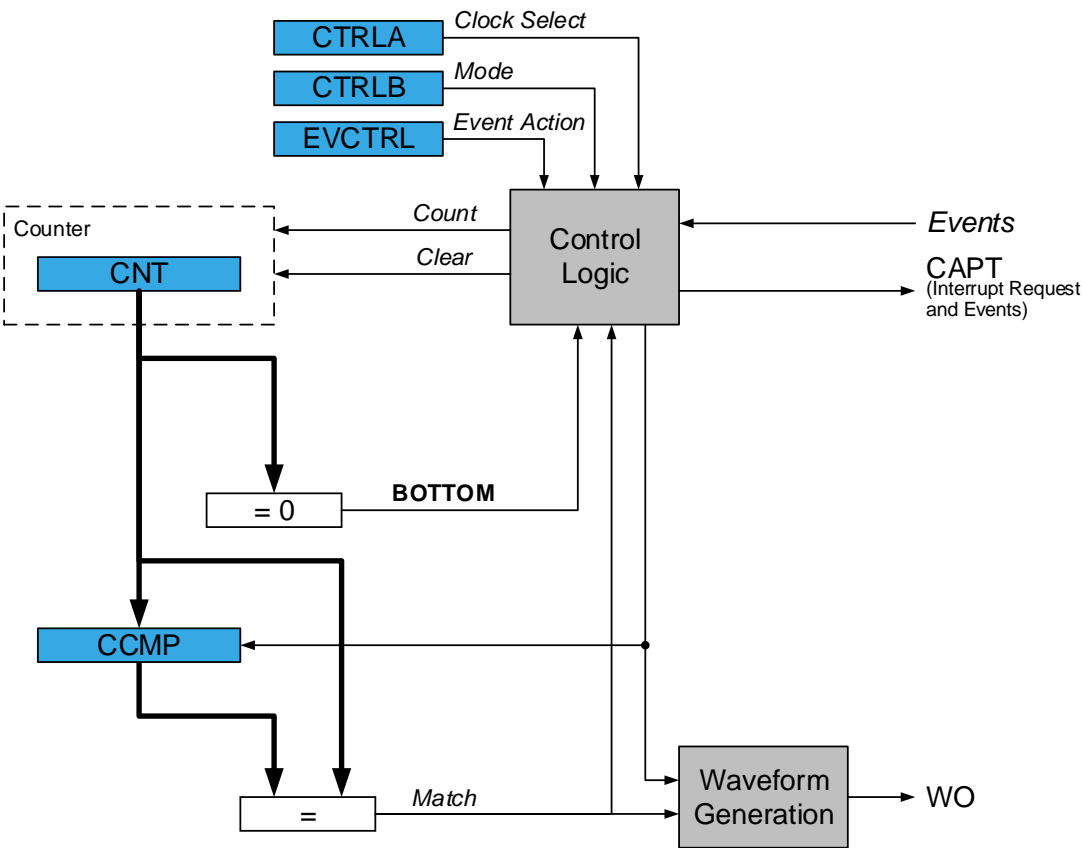 CTRLA
Clock Select
CTRLB
Mode
EVCTRL
Event Action
Counter
CNT
Count
Clear
Control
Logic
Events
CAPT
(Interrupt Request
and Events)
= 0
BOTTOM
CCMP
=
Match
Waveform
Generation
WO